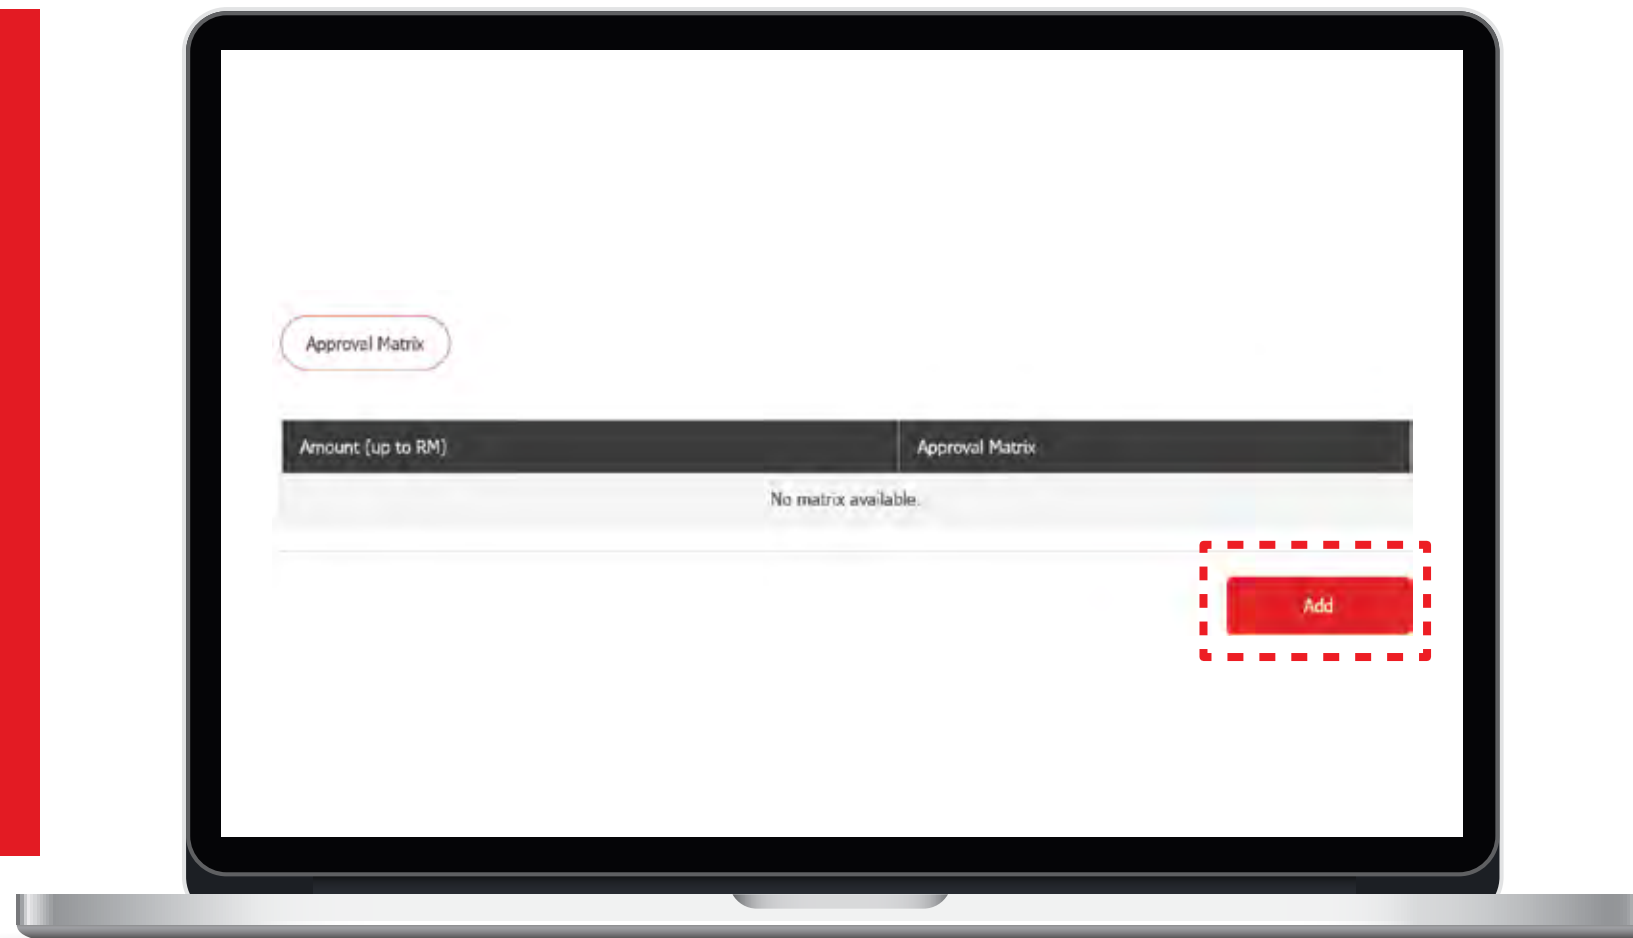 Approval Matrix
Amount (up to RM) Approval Matrix
No matrix available.
Add